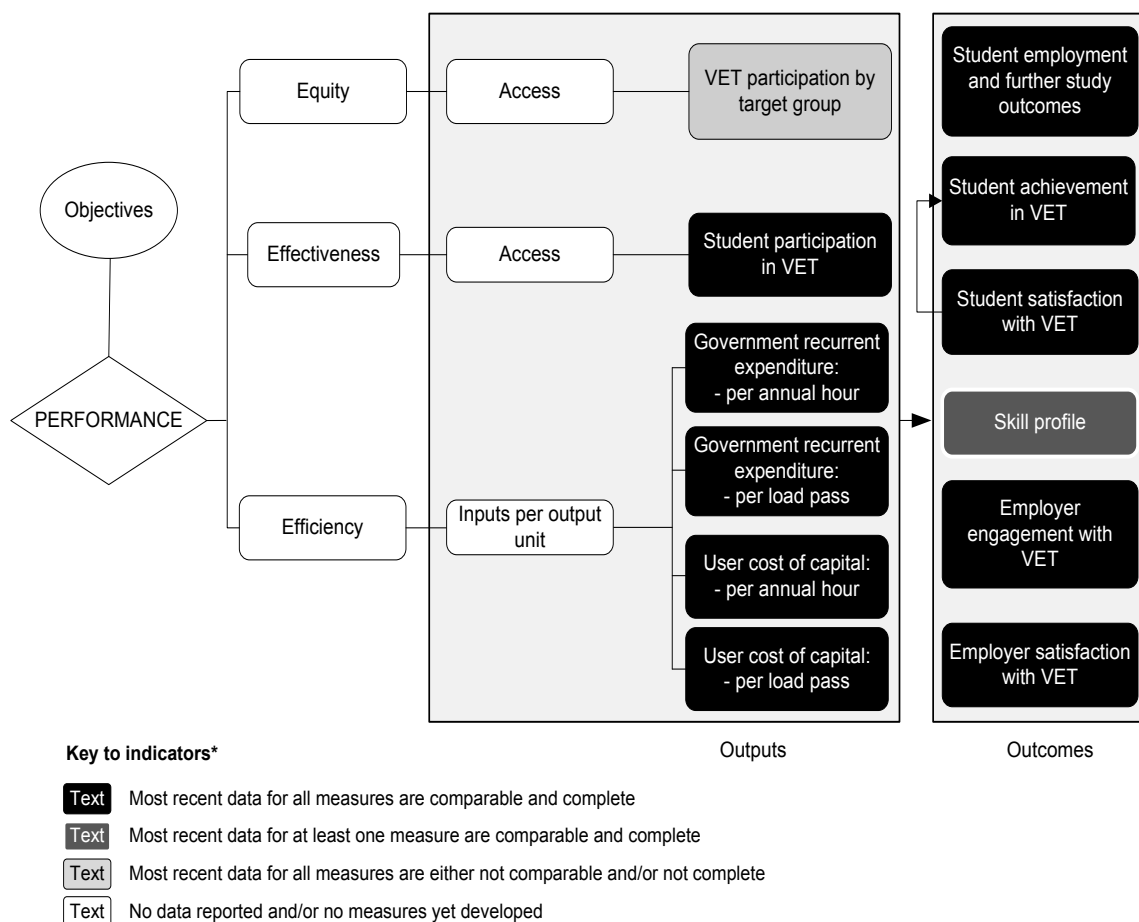 Objectives
PERFORMANCE
Equity
Access
VET participation by
target group
Effectiveness
Access
Student participation
in VET
Efficiency
Inputs per output
unit
Government recurrent
expenditure:
- per annual hour
Government recurrent
expenditure:
- per load pass
User cost of capital:
- per annual hour
User cost of capital:
- per load pass
Outputs
Student employment
and further study
outcomes
Student achievement
in VET
Student satisfaction
with VET
Skill profile
Employer
engagement with
VET
Employer satisfaction
with VET
Outcomes
Key to indicators*
Text Most recent data for all measures are comparable and complete
Text Most recent data for at least one measure are comparable and complete
Text Most recent data for all measures are either not comparable and/or not complete
Text No data reported and/or no measures yet developed